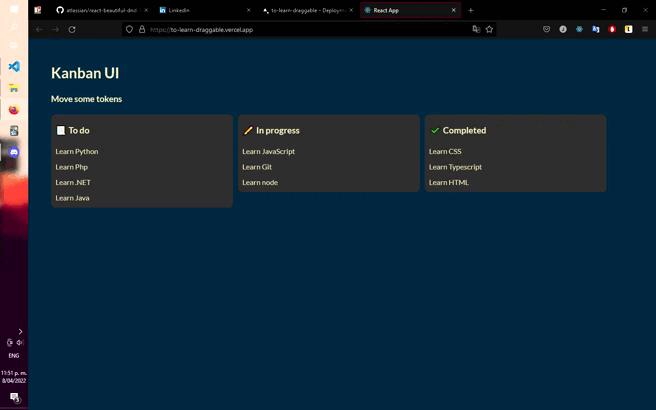 atlassian/react-beautiful-dnd
LinkedIn
to-learn-draggable – Deploym
React App
https://to-learn-draggable.vercel.app
Kanban UI
Move some tokens
To do
Learn Python
Learn Php
Learn .NET
Learn Java
In progress
Learn JavaScript
Learn Git
Learn node
Completed
Learn CSS
Learn Typescript
Learn HTML
ENG
11:51 p. m.
8/04/2022